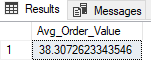 Results Messages
Avg_Order_Value
1 38.3072623343546